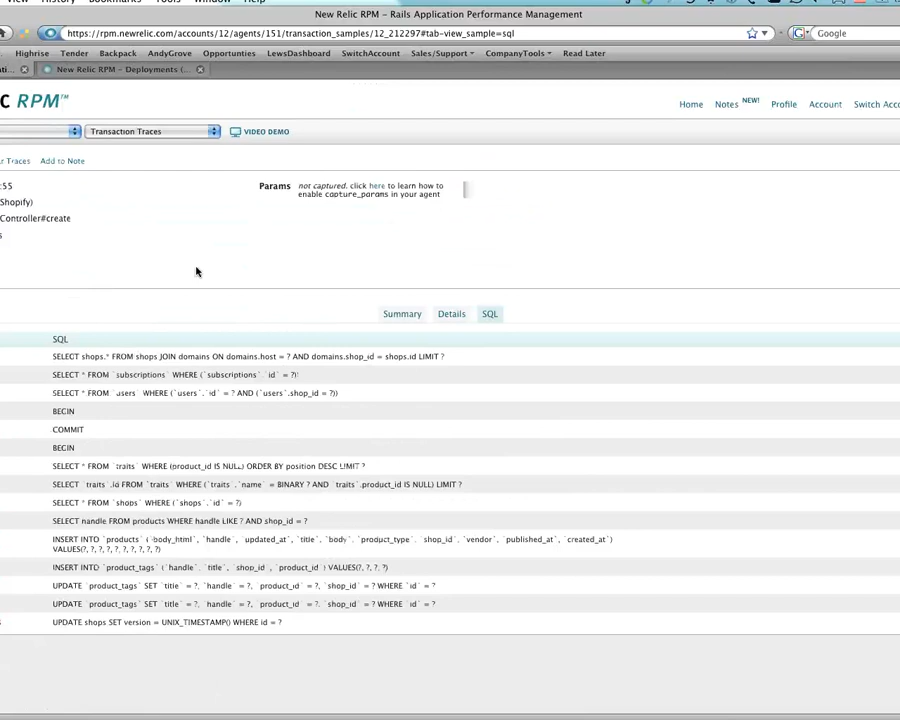 View History Bookmarks Tools Window Help
New Relic RPM – Rails Application Performance Management
https://rpm.newrelic.com/accounts/12/agents/151/transaction_samples/12_212297#tab-view_sample=sql
Google
Highrise Tender Backpack AndyGrove Opportunities LewsDashboard SwitchAccount Sales/Support CompanyTools Read Later
New Relic RPM – Deployments (...
C RPM™
Home Notes NEW! Profile Account Switch Acco
Transaction Traces VIDEO DEMO
r Traces Add to Note
:55 Params not captured. click here to learn how to
enable capture_params in your agent
Shopify)
Controller#create
s
Summary Details SQL
SQL
SELECT shops.* FROM shops JOIN domains ON domains.host = ? AND domains.shop_id = shops.id LIMIT ?
SELECT * FROM `subscriptions` WHERE (`subscriptions`.`id` = ?)
SELECT * FROM `users` WHERE (`users`.`id` = ? AND (`users`.shop_id = ?))
BEGIN
COMMIT
BEGIN
SELECT * FROM `traits` WHERE (product_id IS NULL) ORDER BY position DESC LIMIT ?
SELECT `traits`.id FROM `traits` WHERE (`traits`.`name` = BINARY ? AND `traits`.product_id IS NULL) LIMIT ?
SELECT * FROM `shops` WHERE (`shops`.`id` = ?)
SELECT handle FROM products WHERE handle LIKE ? AND shop_id = ?
INSERT INTO `products` (`body_html`, `handle`, `updated_at`, `title`, `body`, `product_type`, `shop_id`, `vendor`, `published_at`, `created_at`)
VALUES(?, ?, ?, ?, ?, ?, ?, ?, ?)
INSERT INTO `product_tags` (`handle`, `title`, `shop_id`, `product_id`) VALUES(?, ?, ?, ?)
UPDATE `product_tags` SET `title` = ?, `handle` = ?, `product_id` = ?, `shop_id` = ? WHERE `id` = ?
UPDATE `product_tags` SET `title` = ?, `handle` = ?, `product_id` = ?, `shop_id` = ? WHERE `id` = ?
s UPDATE shops SET version = UNIX_TIMESTAMP() WHERE id = ?